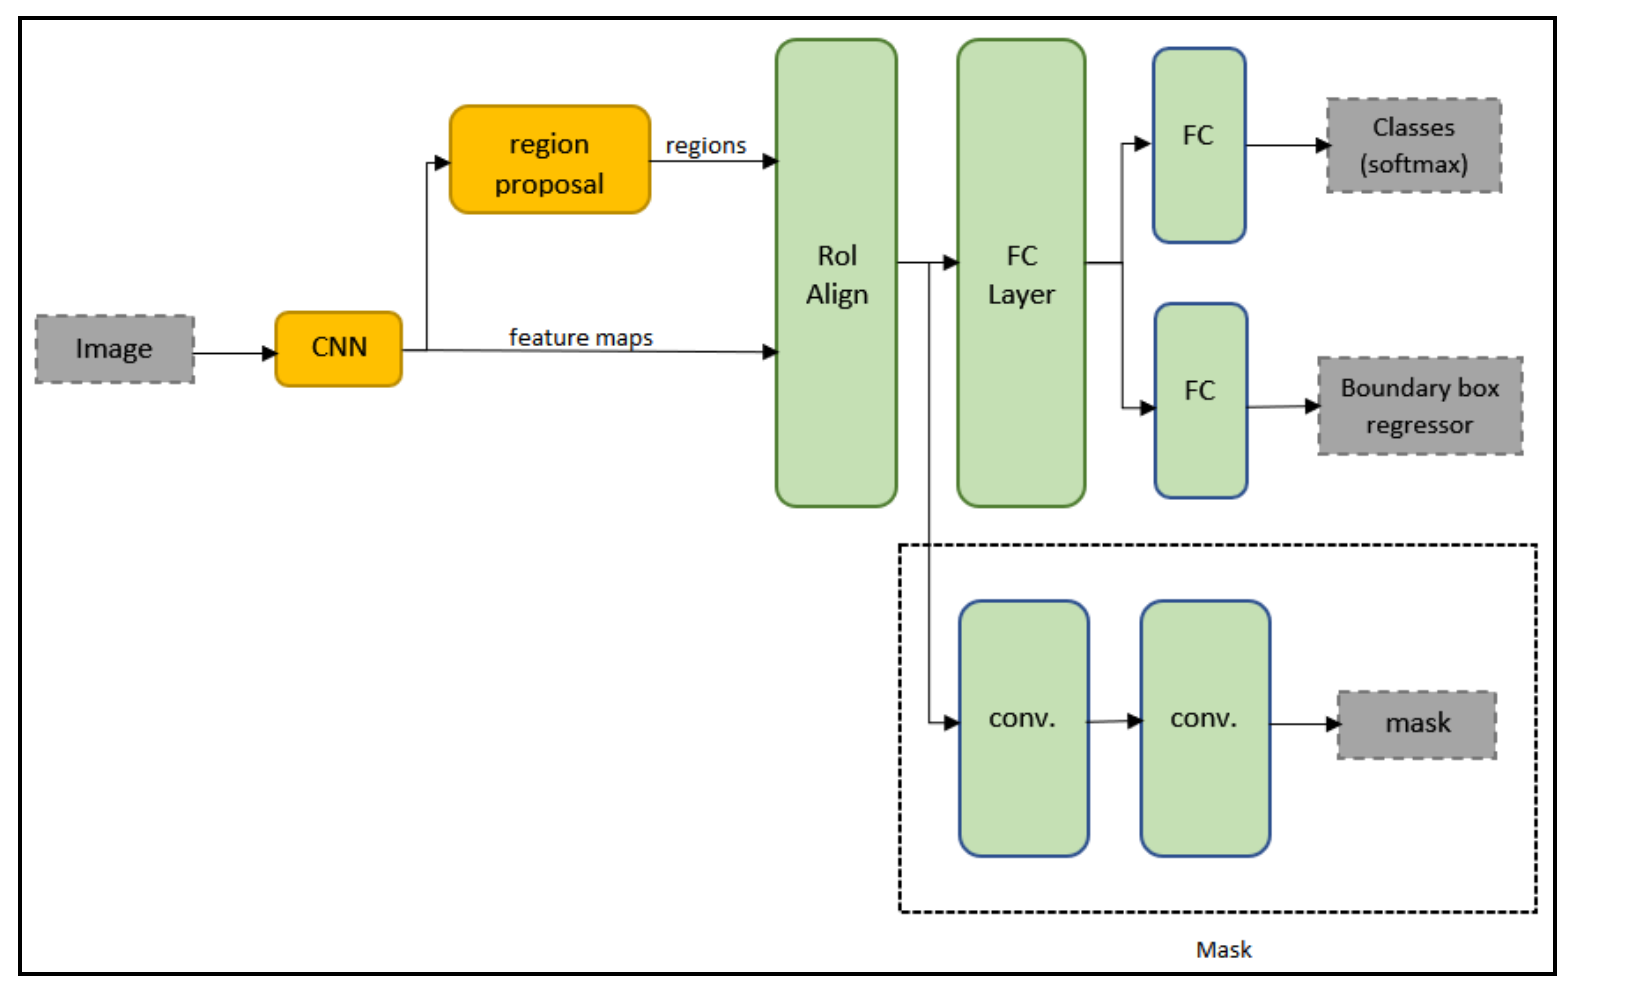 Image
CNN
region
proposal
regions
feature maps
RoI
Align
FC
Layer
FC
Classes
(softmax)
FC
Boundary box
regressor
conv.
conv.
mask
Mask